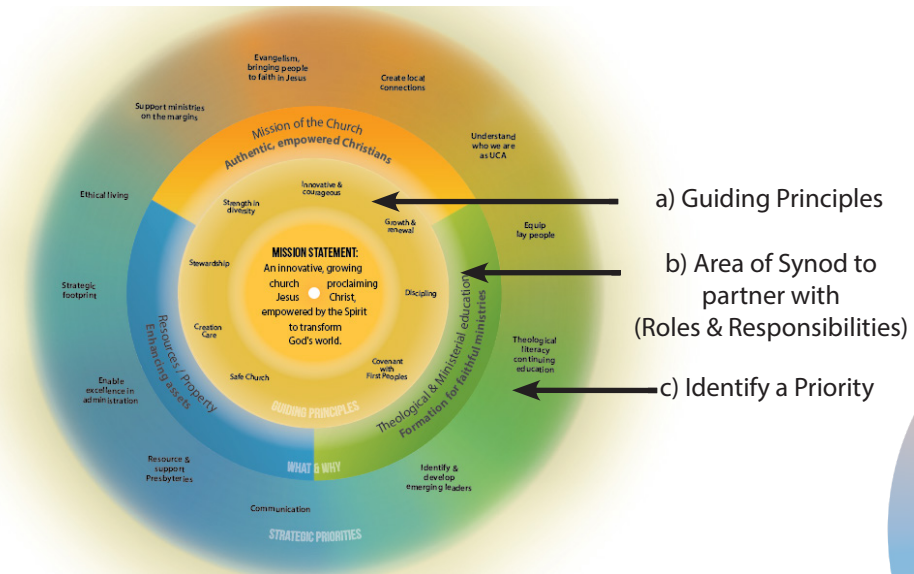 Evangelism,
bringing people
to faith in Jesus
Create local
connections
Support ministries
on the margins
Understand
who we are
as UCA
Mission of the Church
Authentic, empowered Christians
Ethical living
Equip
lay people
Strategic
footprint
Theological
literacy
continuing
education
Enable
excellence in
administration
Resource &
support
Presbyteries
Identify &
develop
emerging leaders
Communication
STRATEGIC PRIORITIES
Resources / Property
Enhancing assets
Theological & Ministerial education
Formation for faithful ministries
WHAT & WHY
Innovative &
courageous
Strength in
diversity
Growth &
renewal
Stewardship
Discipling
Creation
Care
Covenant
with
First Peoples
Safe Church
GUIDING PRINCIPLES
MISSION STATEMENT:
An innovative, growing
church proclaiming
Jesus Christ,
empowered by the Spirit
to transform
God's world.
a) Guiding Principles
b) Area of Synod to
partner with
(Roles & Responsibilities)
c) Identify a Priority